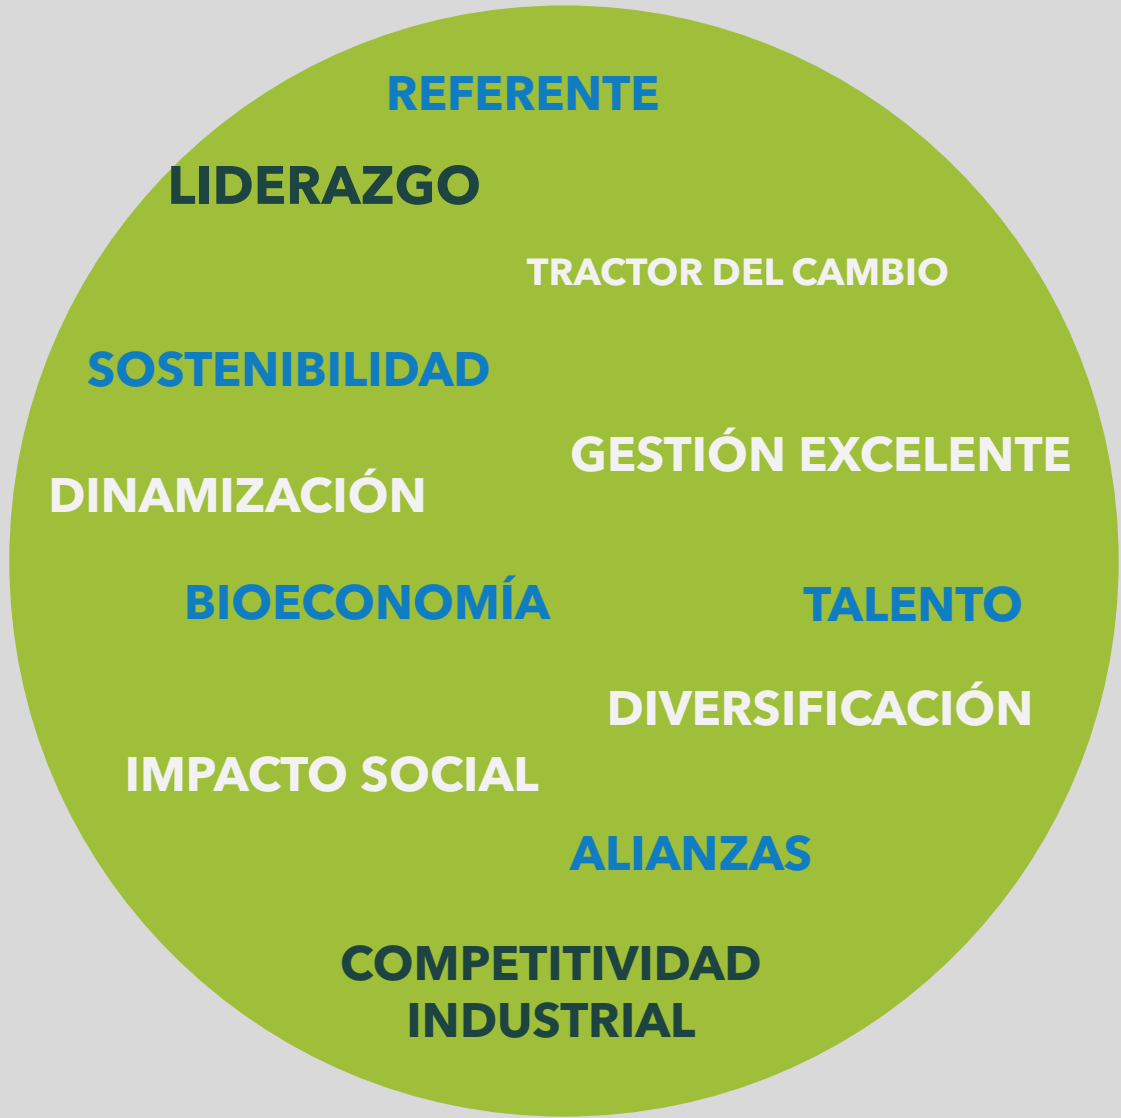 REFERENTE
LIDERAZGO
TRACTOR DEL CAMBIO
SOSTENIBILIDAD
GESTIÓN EXCELENTE
DINAMIZACIÓN
BIOECONOMÍA
TALENTO
DIVERSIFICACIÓN
IMPACTO SOCIAL
ALIANZAS
COMPETITIVIDAD
INDUSTRIAL